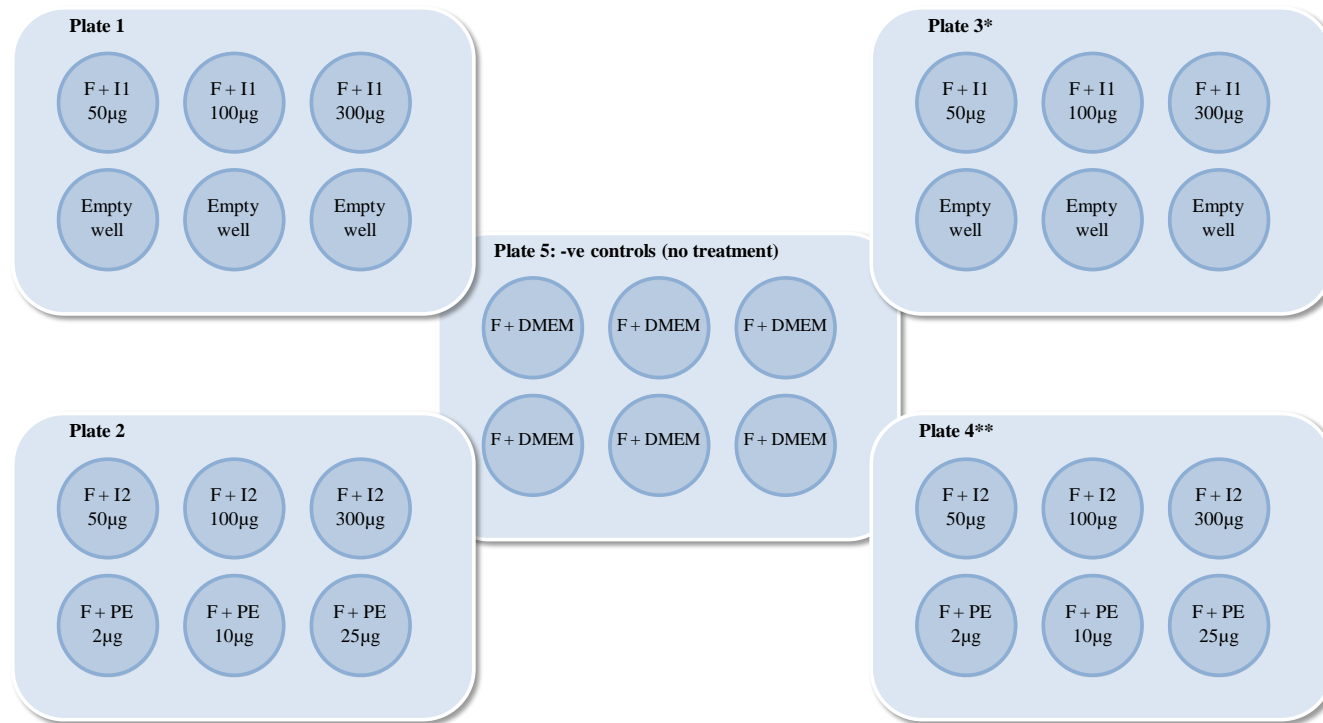 Plate 1
F + I1
50µg
F + I1
100µg
F + I1
300µg
Empty
well
Empty
well
Empty
well
Plate 3*
F + I1
50µg
F + I1
100µg
F + I1
300µg
Empty
well
Empty
well
Empty
well
Plate 5: -ve controls (no treatment)
F + DMEM
F + DMEM
F + DMEM
F + DMEM
F + DMEM
F + DMEM
Plate 2
F + I2
50µg
F + I2
100µg
F + I2
300µg
F + PE
2µg
F + PE
10µg
F + PE
25µg
Plate 4**
F + I2
50µg
F + I2
100µg
F + I2
300µg
F + PE
2µg
F + PE
10µg
F + PE
25µg